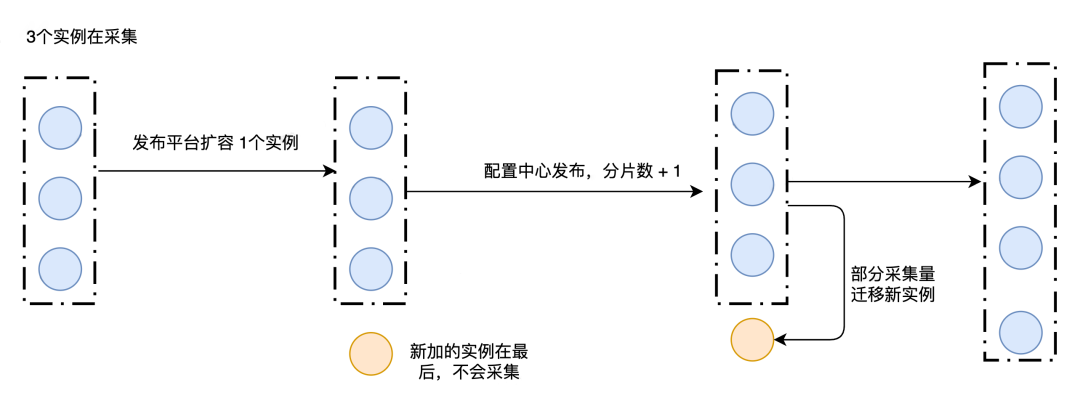 3个实例在采集
发布平台扩容 1个实例
配置中心发布，分片数 + 1
部分采集量
迁移新实例
新加的实例在最
后，不会采集